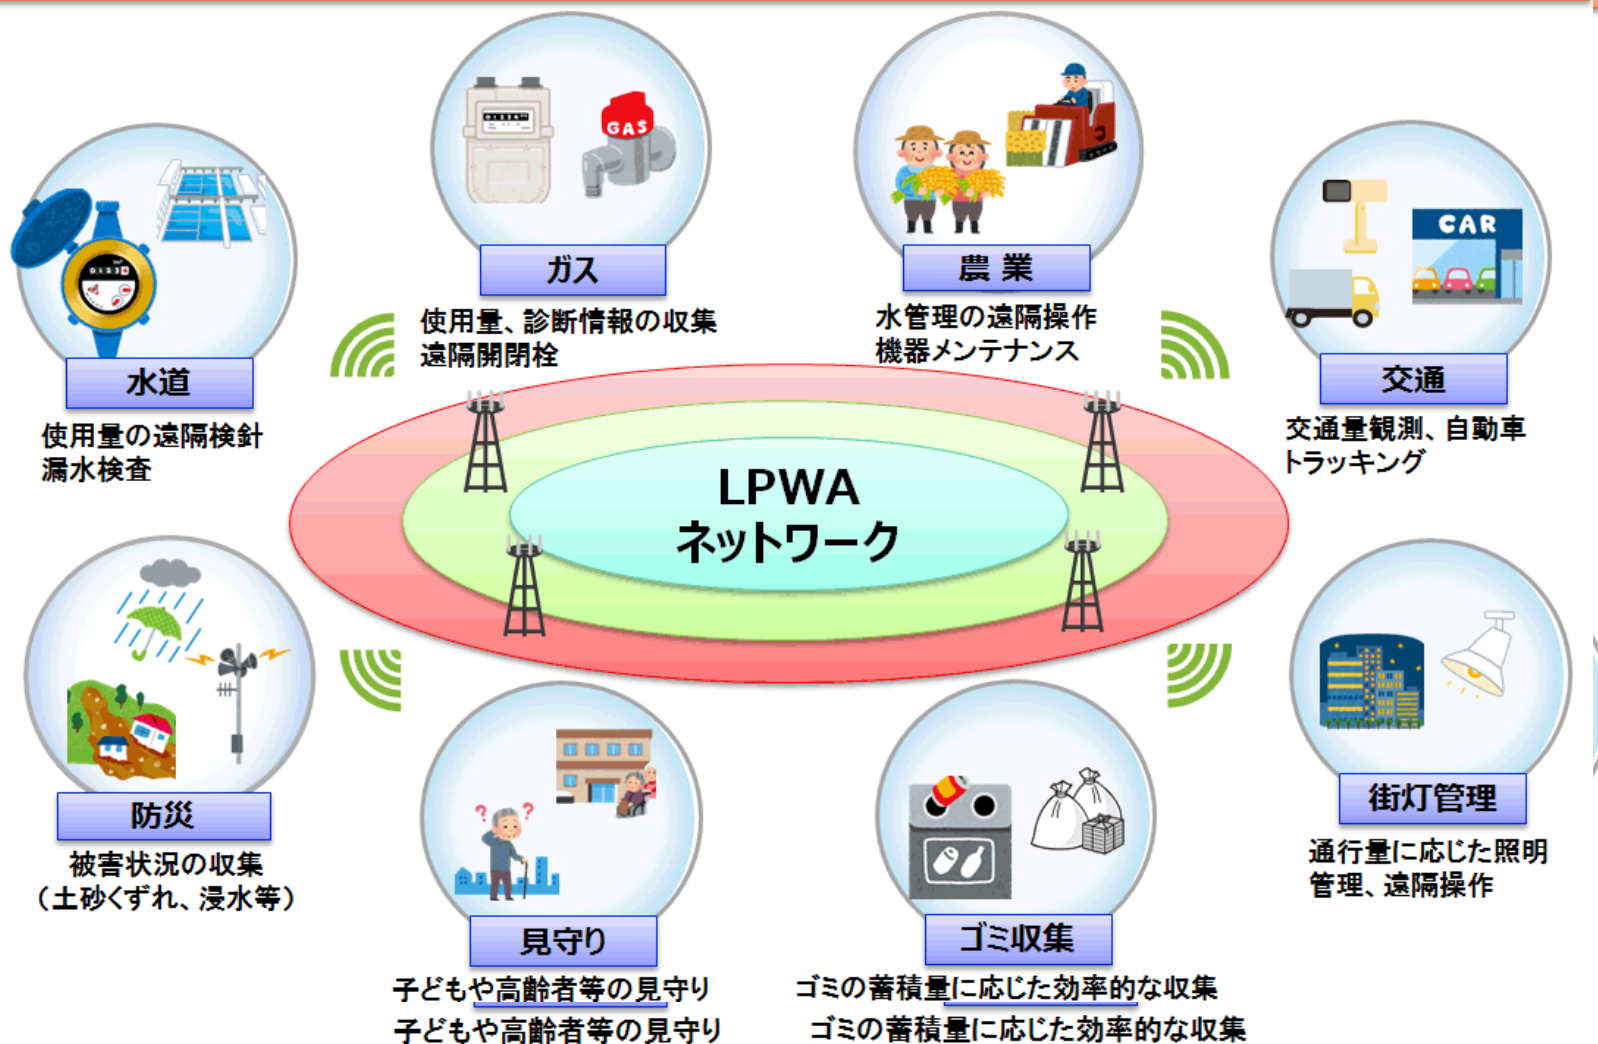 GAS
CAR
ガス
使用量、診断情報の収集
遠隔開閉栓
農 業
水管理の遠隔操作
機器メンテナンス
水道
使用量の遠隔検針
漏水検査
交通
交通量観測、自動車
トラッキング
LPWA
ネットワーク
防災
被害状況の収集
（土砂くずれ、浸水等）
街灯管理
通行量に応じた照明
管理、遠隔操作
見守り
子どもや高齢者等の見守り
子どもや高齢者等の見守り
ゴミ収集
ゴミの蓄積量に応じた効率的な収集
ゴミの蓄積量に応じた効率的な収集